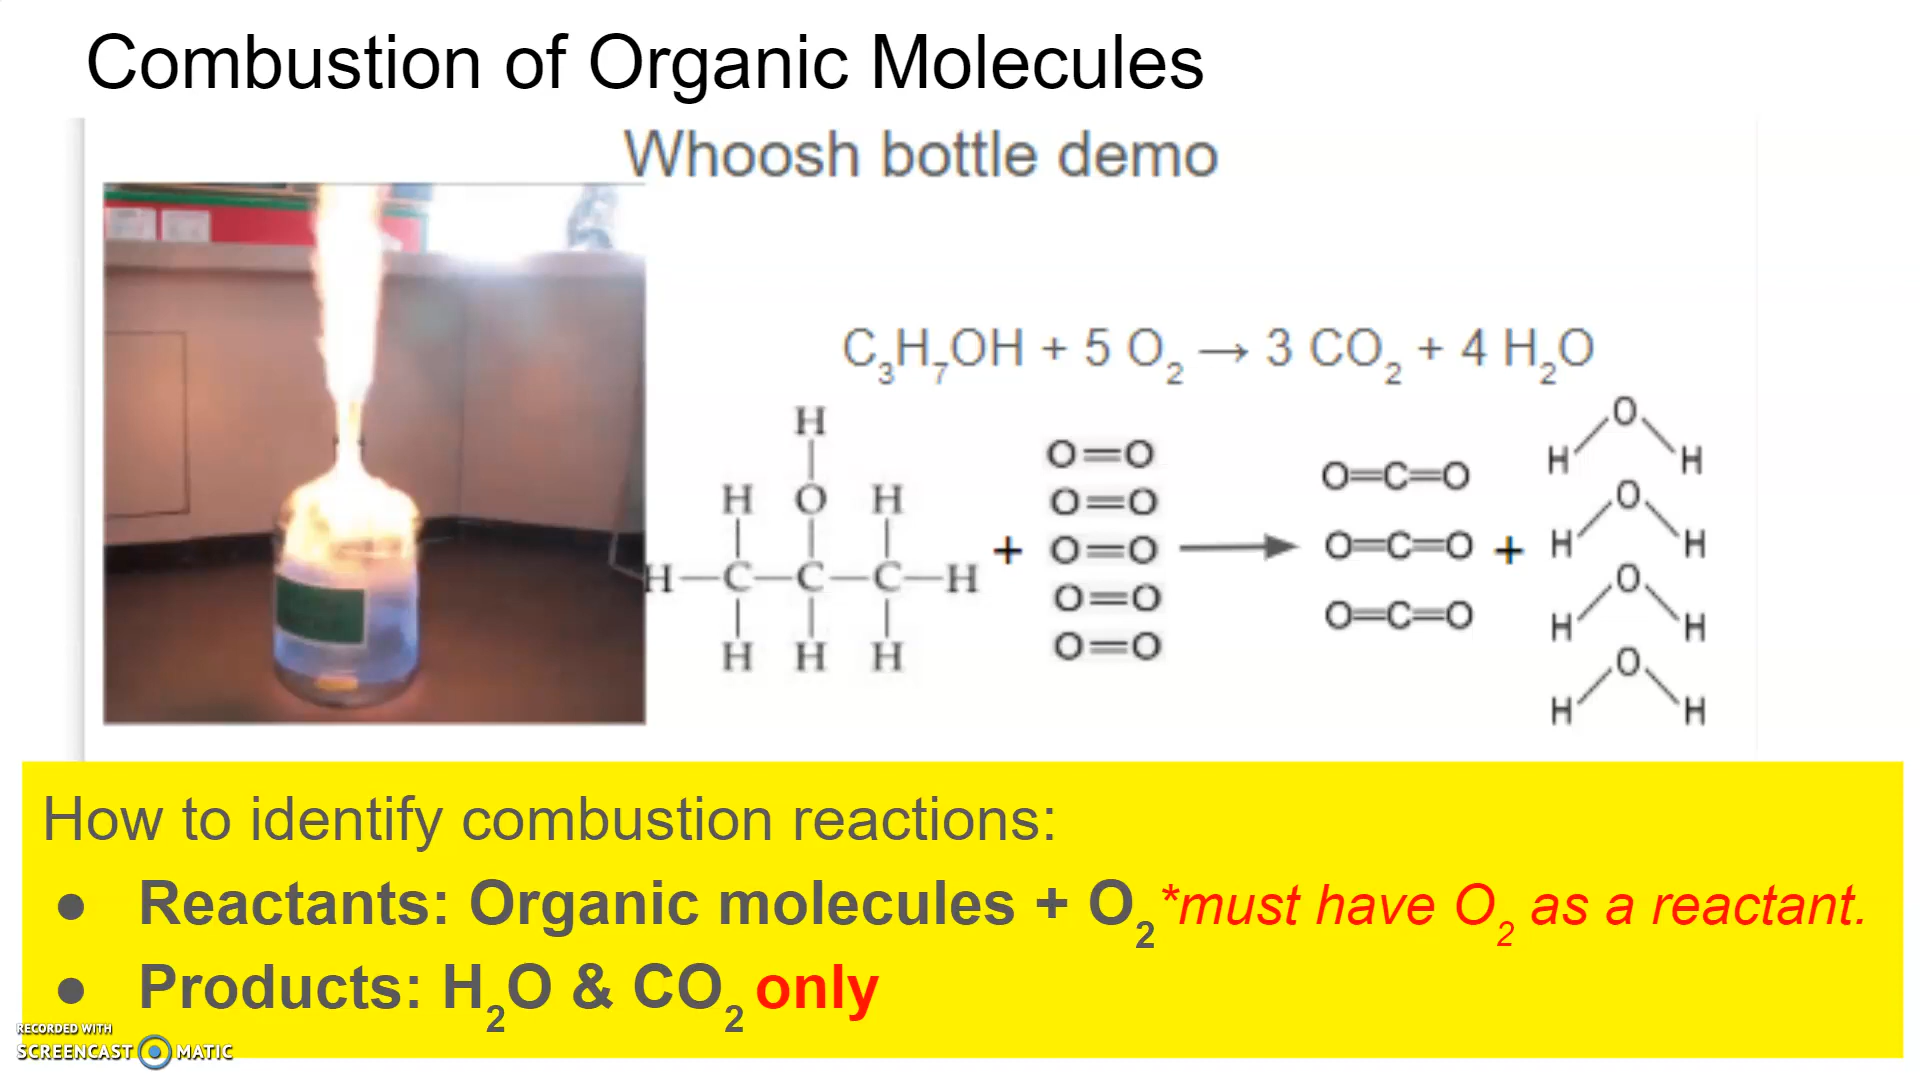 Combustion of Organic Molecules
Whoosh bottle demo
C₃H₇OH + 5 O₂ → 3 CO₂ + 4 H₂O
H
H O H
H—C—C—C—H
H H H
+
O=O
O=O
O=O
O=O
O=O
O=C=O
O=C=O
O=C=O
+
O
H H
O
H H
O
H H
O
H H
How to identify combustion reactions:
● Reactants: Organic molecules + O₂ *must have O₂ as a reactant.
● Products: H₂O & CO₂ only
RECORDED WITH
SCREENCAST MATIC